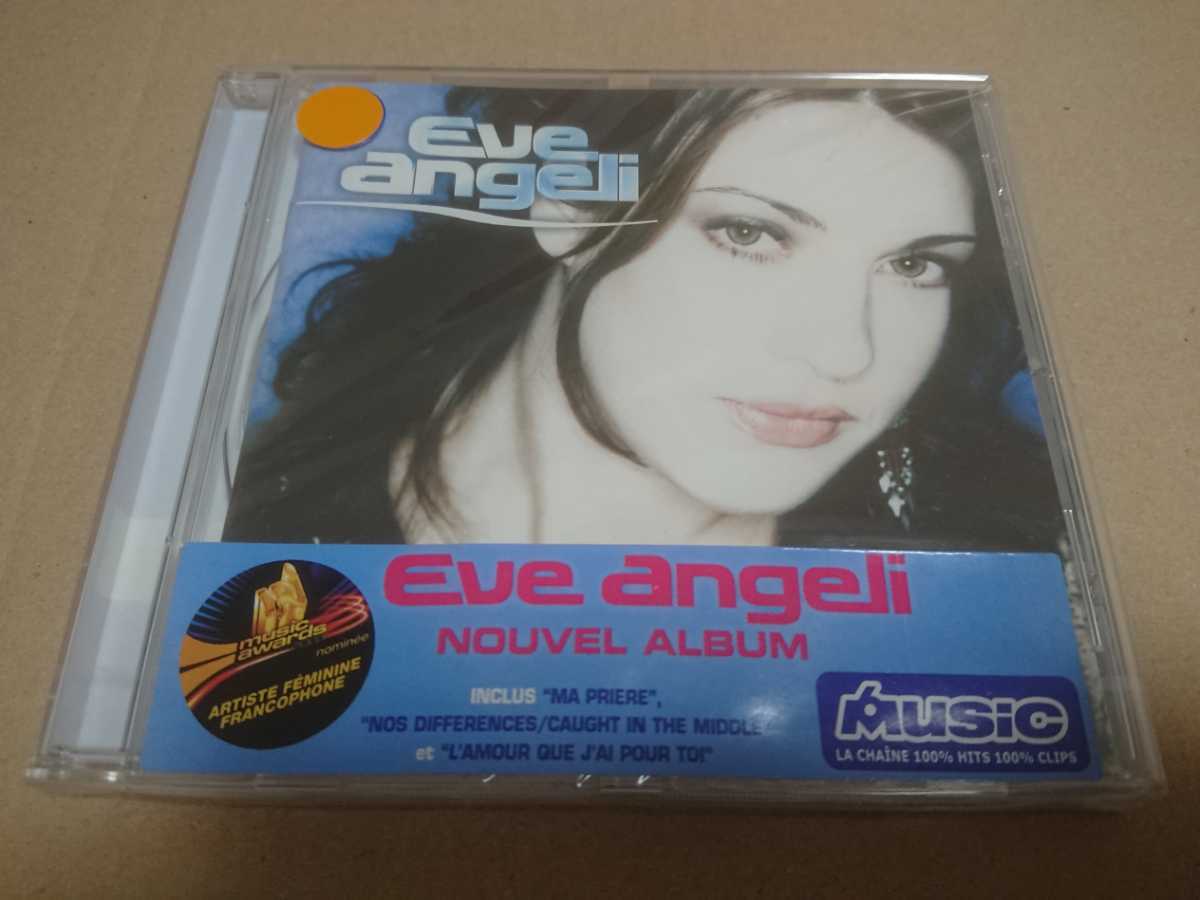 Eve
angeli
Eve angeli
NOUVEL ALBUM
music
awards
nominée
ARTISTE FÉMININE
FRANCOPHONE
INCLUS "MA PRIERE",
"NOS DIFFERENCES/CAUGHT IN THE MIDDLE"
et "L'AMOUR QUE J'AI POUR TOI"
6 music
LA CHAÎNE 100% HITS 100% CLIPS